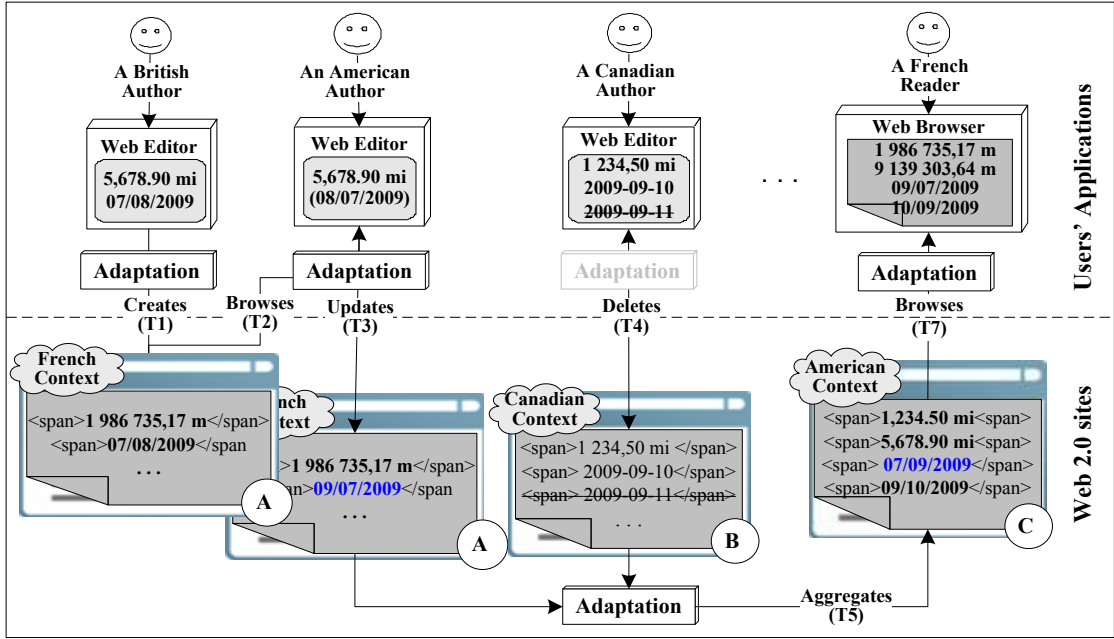 A British
Author
Web Editor
5,678.90 mi
07/08/2009
Adaptation
Creates
(T1)
An American
Author
Web Editor
5,678.90 mi
(08/07/2009)
Adaptation
Browses
(T2)
Updates
(T3)
A Canadian
Author
Web Editor
1 234,50 mi
2009-09-10
2009-09-11
Adaptation
Deletes
(T4)
. . .
A French
Reader
Web Browser
1 986 735,17 m
9 139 303,64 m
09/07/2009
10/09/2009
Adaptation
Browses
(T7)
Users' Applications
French
Context
<span>1 986 735,17 m</span>
<span>07/08/2009</span
. . .
A
nch
ntext
>1 986 735,17 m</span>
an>09/07/2009</span
. . .
A
Canadian
Context
<span>1 234,50 mi </span>
<span> 2009-09-10</span>
<span> 2009-09-11</span>
. . .
B
American
Context
<span>1,234.50 mi<span>
<span>5,678.90 mi<span>
<span> 07/09/2009</span>
<span>09/10/2009</span>
C
Web 2.0 sites
Adaptation
Aggregates
(T5)